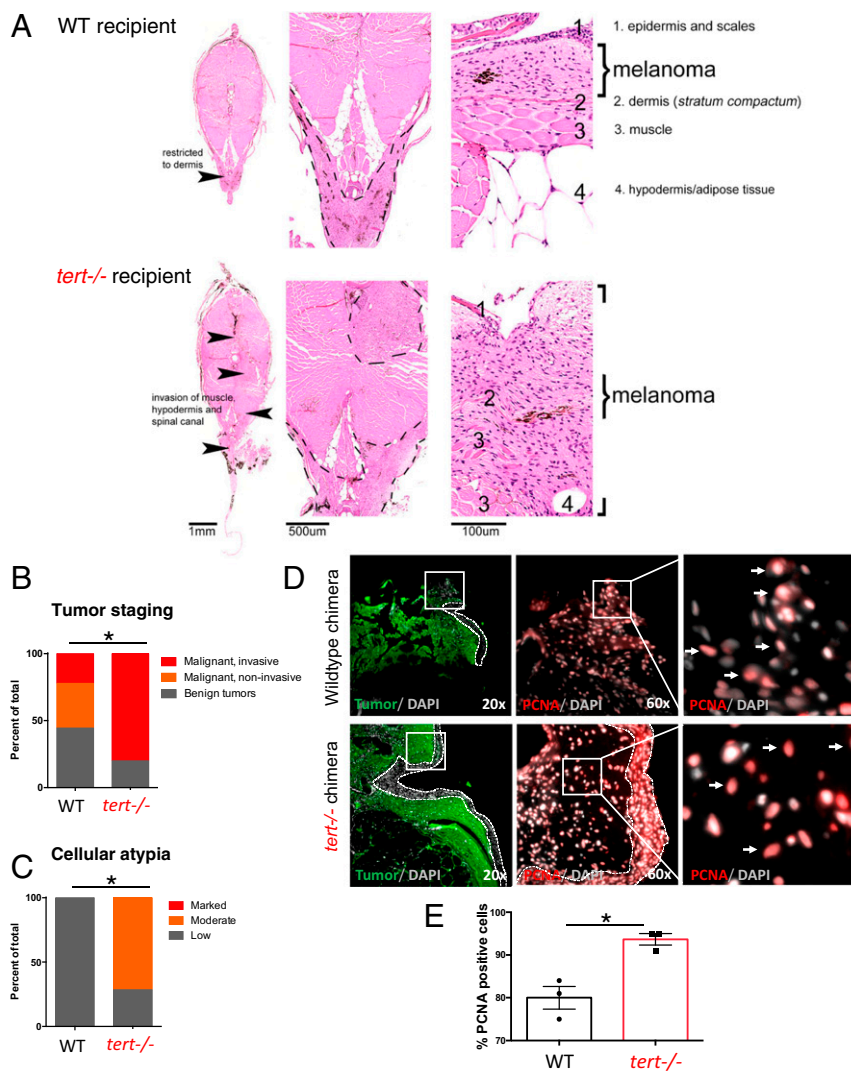 A
WT recipient
restricted
to dermis
1
2
3
4
1. epidermis and scales
melanoma
2. dermis (stratum compactum)
3. muscle
4. hypodermis/adipose tissue
tert-/- recipient
invasion of muscle,
hypodermis and
spinal canal
1
2
3
3
4
melanoma
1mm
500um
100um
B
Tumor staging
*
Percent of total
100
50
0
WT
tert-/-
Malignant, invasive
Malignant, non-invasive
Benign tumors
C
Cellular atypia
*
Percent of total
100
50
0
WT
tert-/-
Marked
Moderate
Low
D
Wildtype chimera
Tumor/ DAPI
20x
PCNA/ DAPI
60x
PCNA/ DAPI
tert-/- chimera
Tumor/ DAPI
20x
PCNA/ DAPI
60x
PCNA/ DAPI
E
*
% PCNA positive cells
100
90
80
70
WT
tert-/-